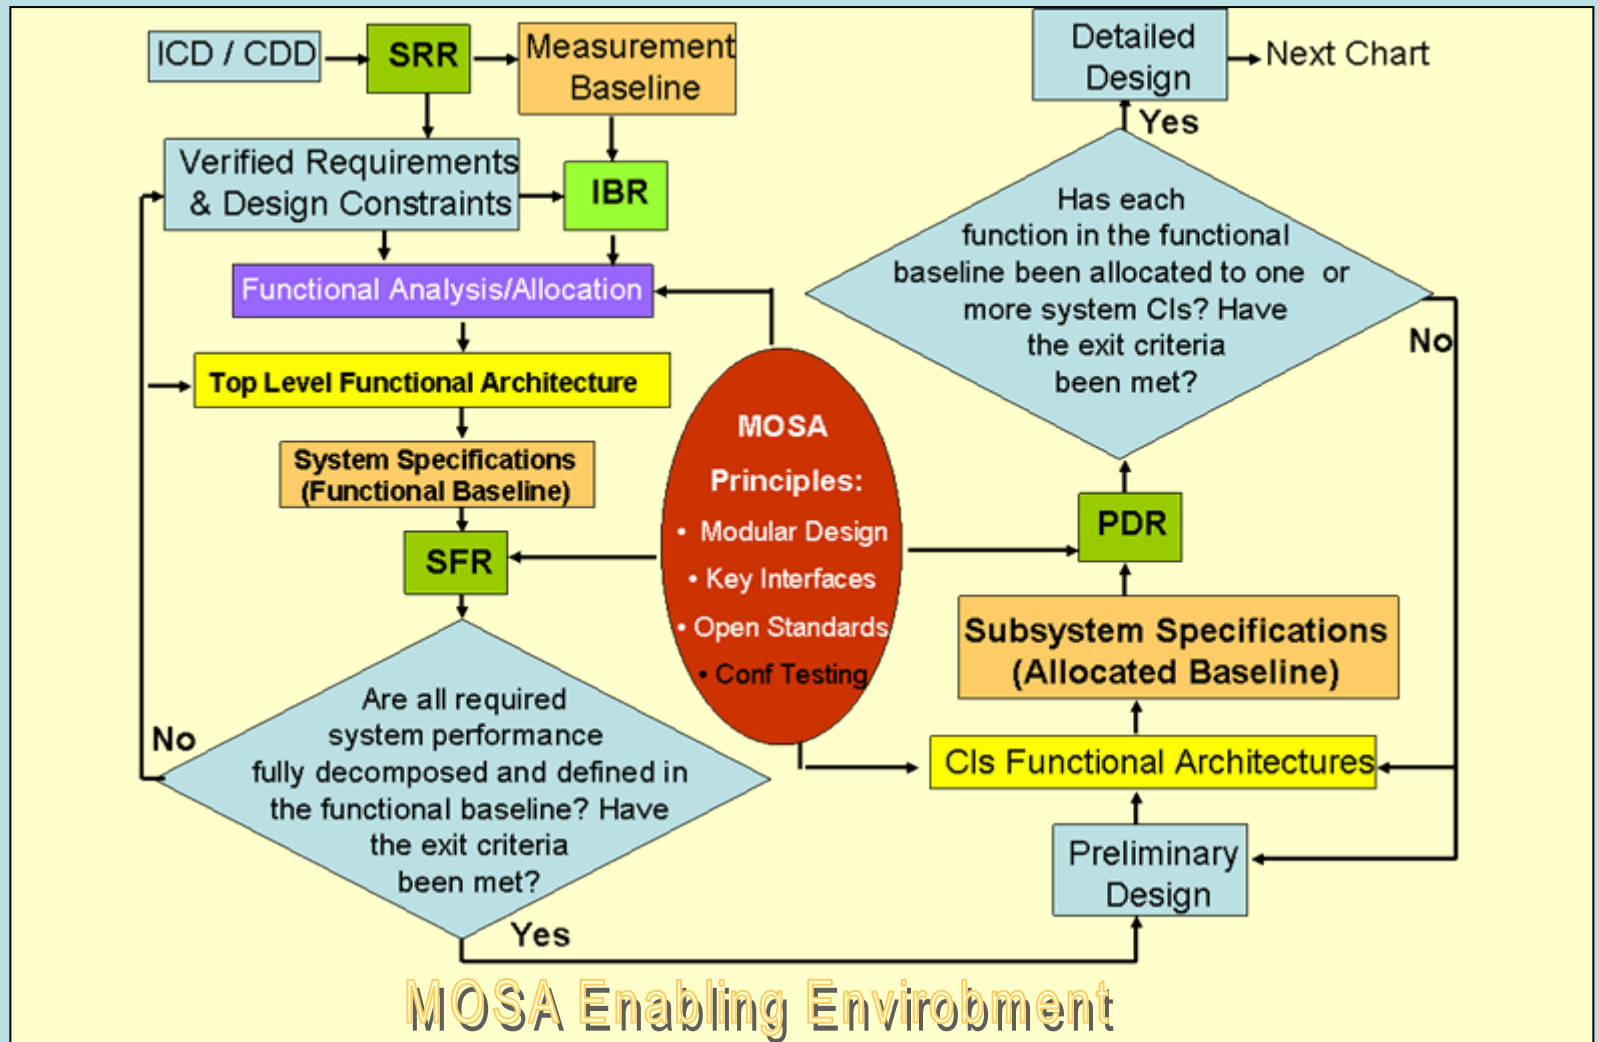 ICD / CDD
SRR
Measurement
Baseline
Verified Requirements
& Design Constraints
IBR
Functional Analysis/Allocation
Top Level Functional Architecture
System Specifications
(Functional Baseline)
SFR
Are all required
system performance
fully decomposed and defined in
the functional baseline? Have
the exit criteria
been met?
No
Yes
MOSA
Principles:
• Modular Design
• Key Interfaces
• Open Standards
• Conf Testing
Detailed
Design
Next Chart
Yes
Has each
function in the functional
baseline been allocated to one or
more system CIs? Have
the exit criteria
been met?
No
PDR
Subsystem Specifications
(Allocated Baseline)
CIs Functional Architectures
Preliminary
Design
MOSA Enabling Envirobment